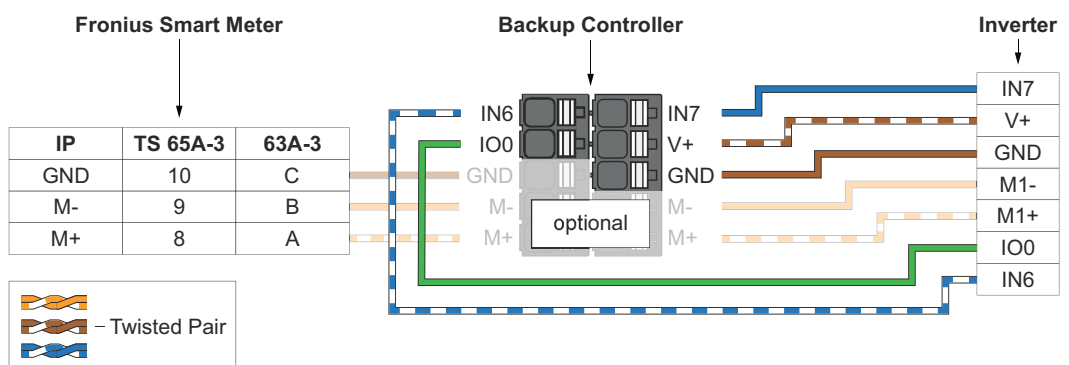 Fronius Smart Meter Backup Controller Inverter
IN7
IN6 IN7
V+
IP TS 65A-3 63A-3 IO0 V+
GND
GND 10 C GND GND
M1-
M- 9 B M- optional M-
M1+
M+ 8 A M+ M+
IO0
IN6
Twisted Pair